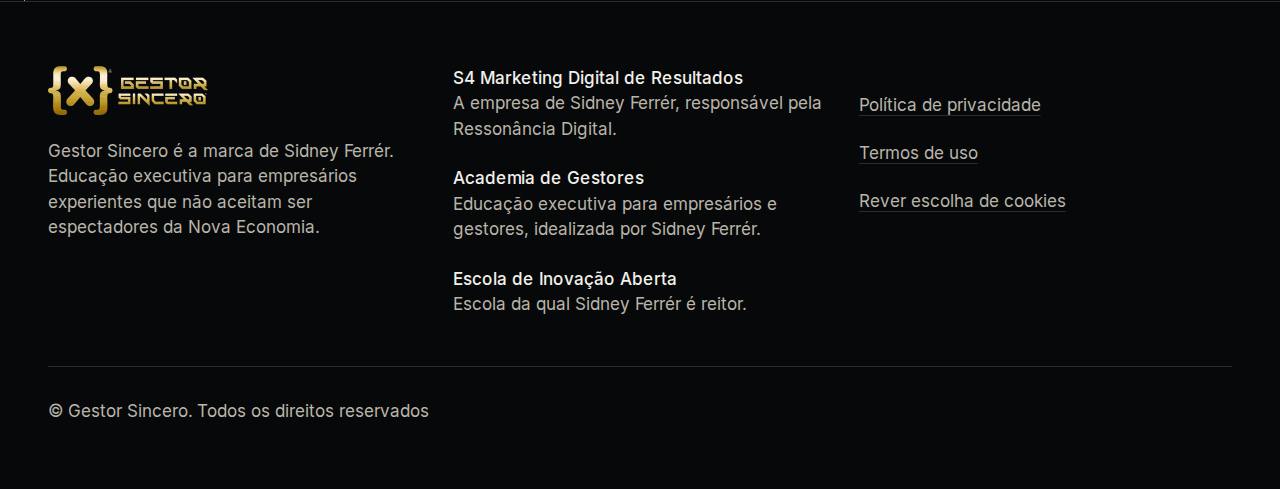 GESTOR
SINCERO
Gestor Sincero é a marca de Sidney Ferrér.
Educação executiva para empresários
experientes que não aceitam ser
espectadores da Nova Economia.
S4 Marketing Digital de Resultados
A empresa de Sidney Ferrér, responsável pela
Ressonância Digital.
Academia de Gestores
Educação executiva para empresários e
gestores, idealizada por Sidney Ferrér.
Escola de Inovação Aberta
Escola da qual Sidney Ferrér é reitor.
Política de privacidade
Termos de uso
Rever escolha de cookies
© Gestor Sincero. Todos os direitos reservados